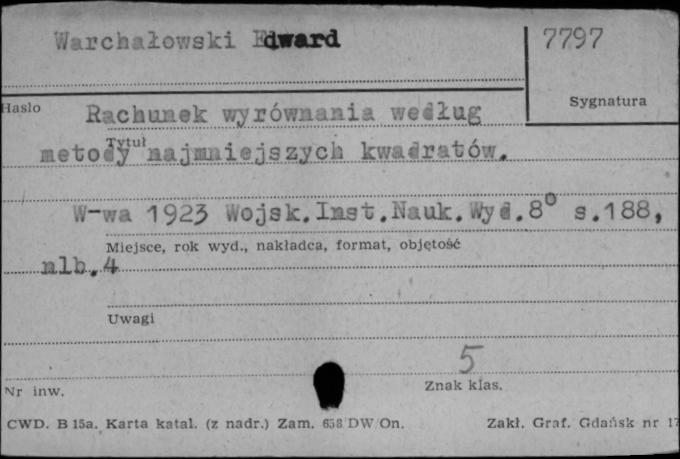 Warchałowski Edward
7797
Hasło
Sygnatura
Rachunek wyrównania według
Tytuł
metody najmniejszych kwadratów.
W-wa 1923 Wojsk.Inst.Nauk.Wyd.8° s.188,
Miejsce, rok wyd., nakładca, format, objętość
nlb.4
Uwagi
5
Nr inw.
Znak klas.
CWD. B 15a. Karta katal. (z nadr.) Zam. 658/DW/On.
Zakł. Graf. Gdańsk nr 17